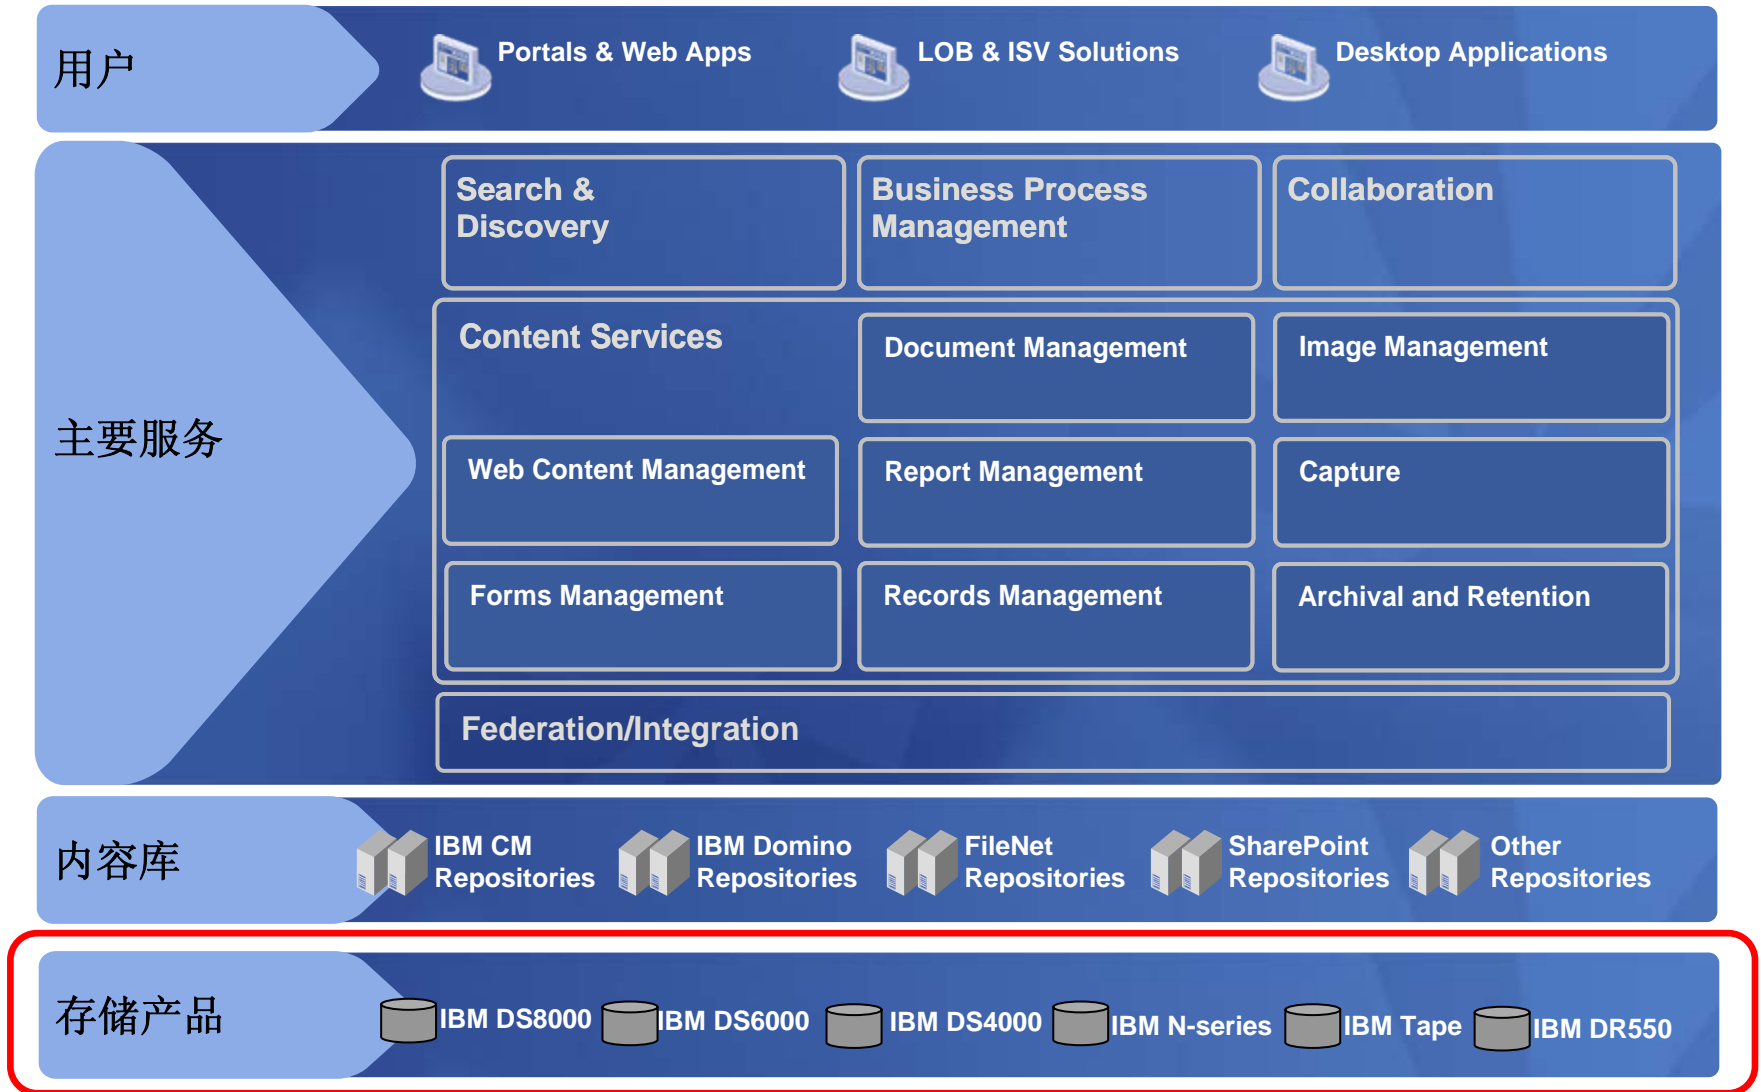 用户
Portals & Web Apps
LOB & ISV Solutions
Desktop Applications
主要服务
Search &
Discovery
Business Process
Management
Collaboration
Content Services
Document Management
Image Management
Web Content Management
Report Management
Capture
Forms Management
Records Management
Archival and Retention
Federation/Integration
内容库
IBM CM
Repositories
IBM Domino
Repositories
FileNet
Repositories
SharePoint
Repositories
Other
Repositories
存储产品
IBM DS8000
IBM DS6000
IBM DS4000
IBM N-series
IBM Tape
IBM DR550